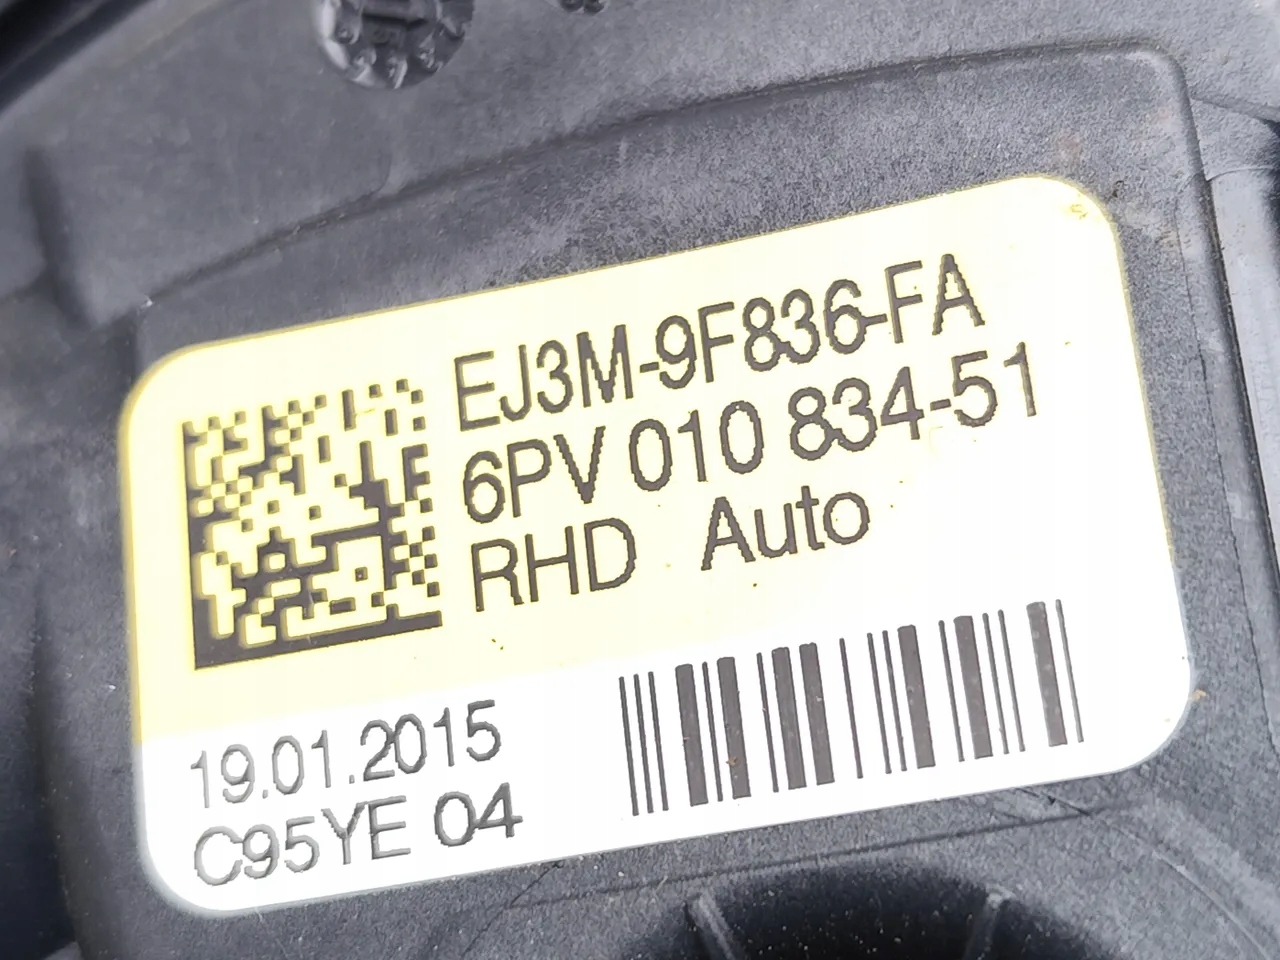 EJ3M-9F836-FA
6PV 010 834-51
RHD Auto
19.01.2015
C95YE 04